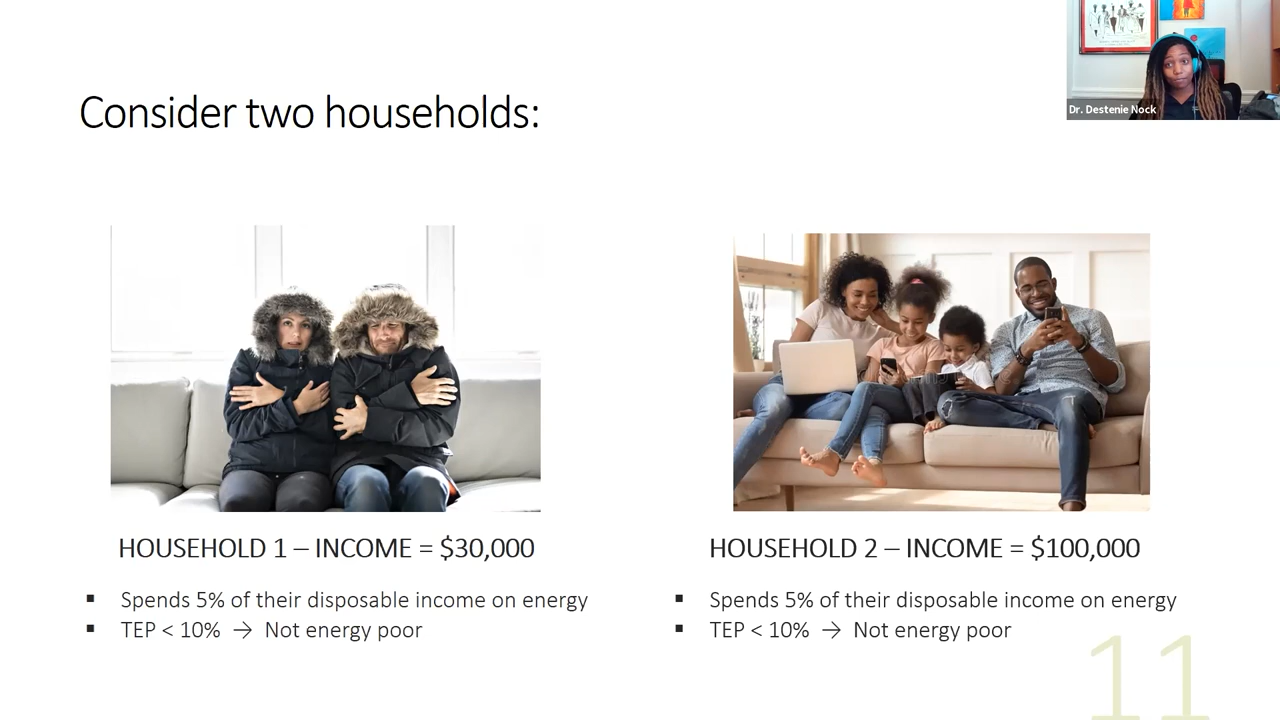 Consider two households:
Dr. Destenie Nock
HOUSEHOLD 1 – INCOME = $30,000
▪ Spends 5% of their disposable income on energy
▪ TEP < 10% → Not energy poor
HOUSEHOLD 2 – INCOME = $100,000
▪ Spends 5% of their disposable income on energy
▪ TEP < 10% → Not energy poor
11